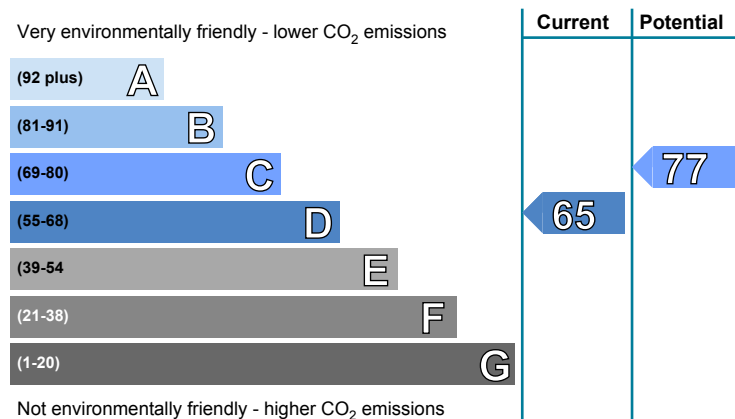 Very environmentally friendly - lower CO₂ emissions
Current
Potential
(92 plus) A
(81-91) B
(69-80) C
77
(55-68) D
65
(39-54 E
(21-38) F
(1-20) G
Not environmentally friendly - higher CO₂ emissions